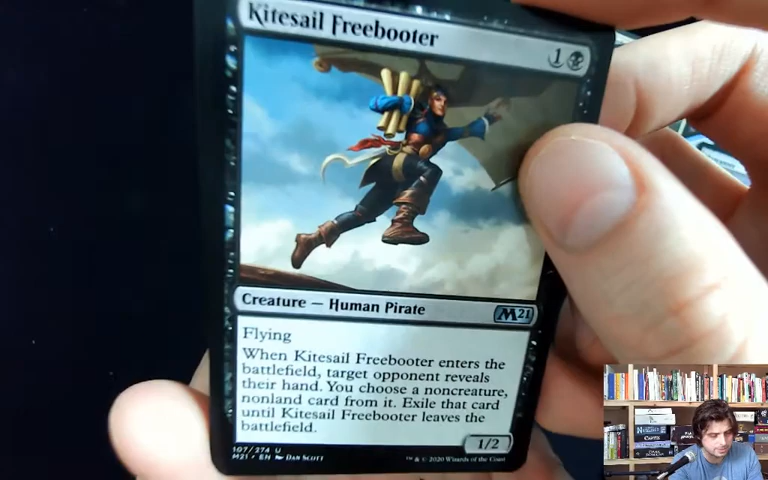 Kitesail Freebooter
1
Creature — Human Pirate
M21
Flying
When Kitesail Freebooter enters the
battlefield, target opponent reveals
their hand. You choose a noncreature,
nonland card from it. Exile that card
until Kitesail Freebooter leaves the
battlefield.
1/2
107/274 U
M21 • EN DAN SCOTT
™ & © 2020 Wizards of the Coast